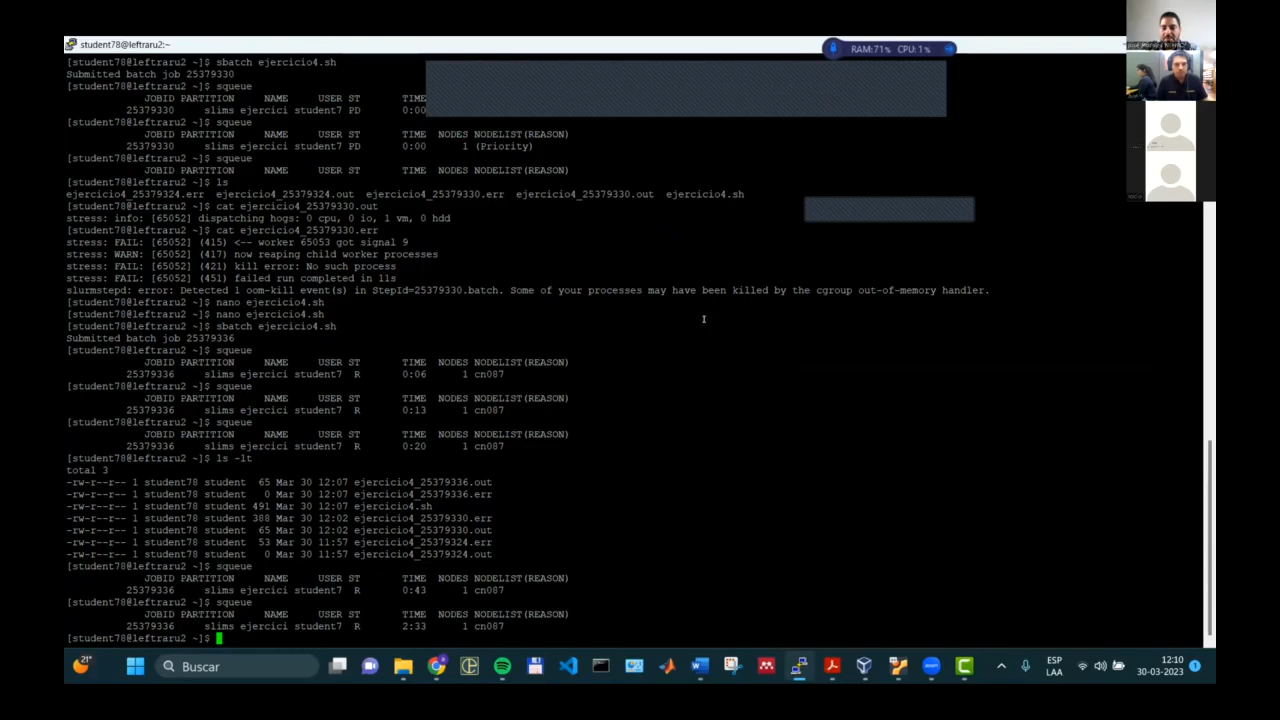 student78@leftraru2:~
RAM:71% CPU:1%
[student78@leftraru2 ~]$ sbatch ejercicio4.sh
Submitted batch job 25379330
[student78@leftraru2 ~]$ squeue
JOBID PARTITION NAME USER ST TIME
25379330 slims ejercici student7 PD 0:00
[student78@leftraru2 ~]$ squeue
JOBID PARTITION NAME USER ST TIME NODES NODELIST(REASON)
25379330 slims ejercici student7 PD 0:00 1 (Priority)
[student78@leftraru2 ~]$ squeue
JOBID PARTITION NAME USER ST TIME NODES NODELIST(REASON)
[student78@leftraru2 ~]$ ls
ejercicio4_25379324.err ejercicio4_25379324.out ejercicio4_25379330.err ejercicio4_25379330.out ejercicio4.sh
[student78@leftraru2 ~]$ cat ejercicio4_25379330.out
stress: info: [65052] dispatching hogs: 0 cpu, 0 io, 1 vm, 0 hdd
[student78@leftraru2 ~]$ cat ejercicio4_25379330.err
stress: FAIL: [65052] (415) <-- worker 65053 got signal 9
stress: WARN: [65052] (417) now reaping child worker processes
stress: FAIL: [65052] (421) kill error: No such process
stress: FAIL: [65052] (451) failed run completed in 11s
slurmstepd: error: Detected 1 oom-kill event(s) in StepId=25379330.batch. Some of your processes may have been killed by the cgroup out-of-memory handler.
[student78@leftraru2 ~]$ nano ejercicio4.sh
[student78@leftraru2 ~]$ nano ejercicio4.sh
[student78@leftraru2 ~]$ sbatch ejercicio4.sh
Submitted batch job 25379336
[student78@leftraru2 ~]$ squeue
JOBID PARTITION NAME USER ST TIME NODES NODELIST(REASON)
25379336 slims ejercici student7 R 0:06 1 cn087
[student78@leftraru2 ~]$ squeue
JOBID PARTITION NAME USER ST TIME NODES NODELIST(REASON)
25379336 slims ejercici student7 R 0:13 1 cn087
[student78@leftraru2 ~]$ squeue
JOBID PARTITION NAME USER ST TIME NODES NODELIST(REASON)
25379336 slims ejercici student7 R 0:20 1 cn087
[student78@leftraru2 ~]$ ls -lt
total 3
-rw-r--r-- 1 student78 student 65 Mar 30 12:07 ejercicio4_25379336.out
-rw-r--r-- 1 student78 student 0 Mar 30 12:07 ejercicio4_25379336.err
-rw-r--r-- 1 student78 student 491 Mar 30 12:07 ejercicio4.sh
-rw-r--r-- 1 student78 student 388 Mar 30 12:02 ejercicio4_25379330.err
-rw-r--r-- 1 student78 student 65 Mar 30 12:02 ejercicio4_25379330.out
-rw-r--r-- 1 student78 student 53 Mar 30 11:57 ejercicio4_25379324.err
-rw-r--r-- 1 student78 student 0 Mar 30 11:57 ejercicio4_25379324.out
[student78@leftraru2 ~]$ squeue
JOBID PARTITION NAME USER ST TIME NODES NODELIST(REASON)
25379336 slims ejercici student7 R 0:43 1 cn087
[student78@leftraru2 ~]$ squeue
JOBID PARTITION NAME USER ST TIME NODES NODELIST(REASON)
25379336 slims ejercici student7 R 2:33 1 cn087
[student78@leftraru2 ~]$
21°
Buscar
ESP
LAA
12:10
30-03-2023
1